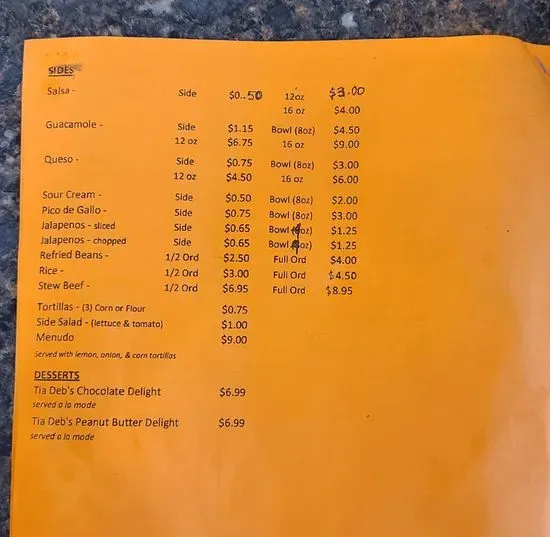 SIDES
Salsa - Side $0.50 12oz $3.00
16 oz $4.00
Guacamole - Side $1.15 Bowl (8oz) $4.50
12 oz $6.75 16 oz $9.00
Queso - Side $0.75 Bowl (8oz) $3.00
12 oz $4.50 16 oz $6.00
Sour Cream - Side $0.50 Bowl (8oz) $2.00
Pico de Gallo - Side $0.75 Bowl (8oz) $3.00
Jalapenos - sliced Side $0.65 Bowl (4oz) $1.25
Jalapenos - chopped Side $0.65 Bowl (4oz) $1.25
Refried Beans - 1/2 Ord $2.50 Full Ord $4.00
Rice - 1/2 Ord $3.00 Full Ord $4.50
Stew Beef - 1/2 Ord $6.95 Full Ord $8.95
Tortillas - (3) Corn or Flour $0.75
Side Salad - (lettuce & tomato) $1.00
Menudo $9.00
Served with lemon, onion, & corn tortillas
DESSERTS
Tia Deb's Chocolate Delight $6.99
served a la mode
Tia Deb's Peanut Butter Delight $6.99
served a la mode